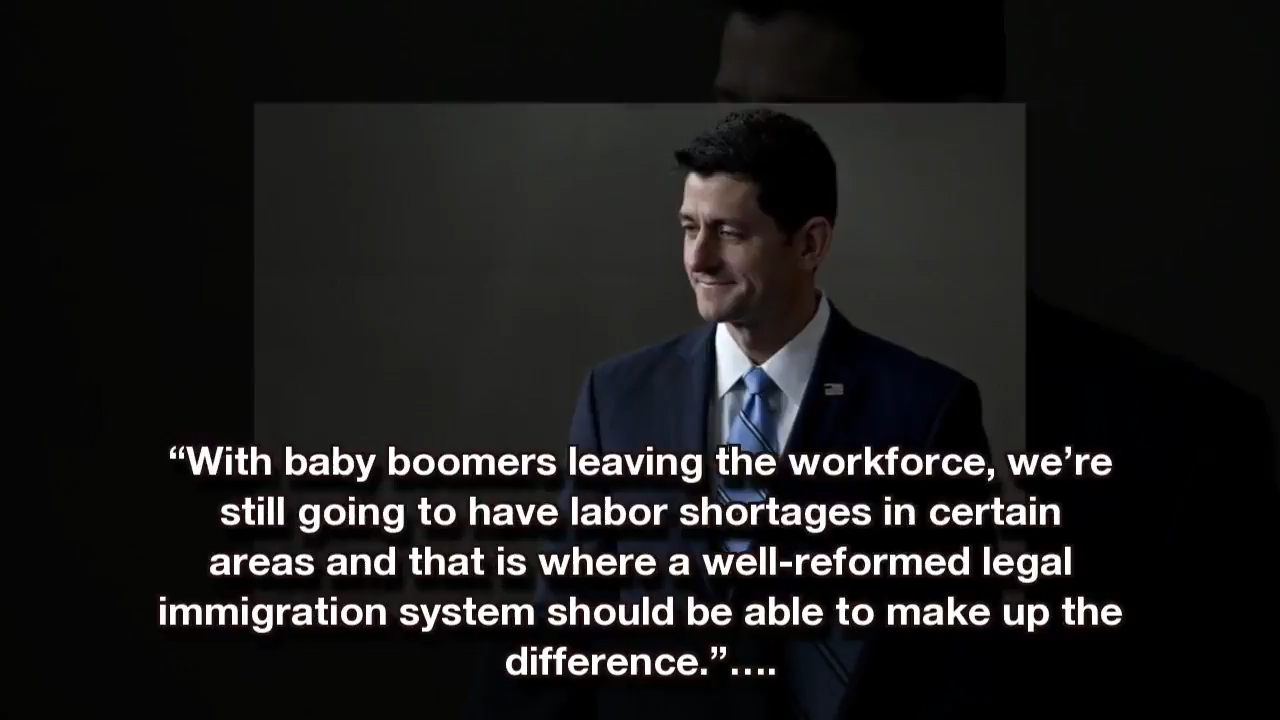 “With baby boomers leaving the workforce, we’re
still going to have labor shortages in certain
areas and that is where a well-reformed legal
immigration system should be able to make up the
difference.”….